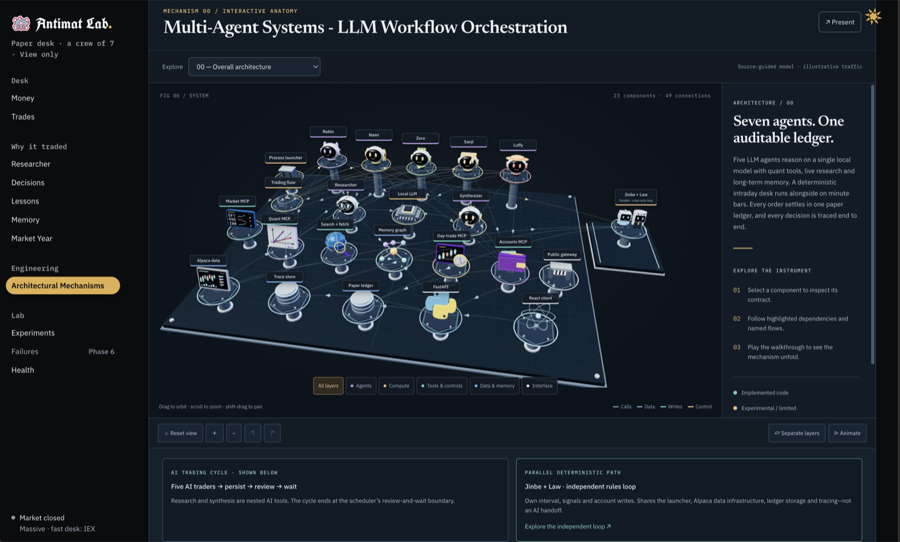 Antimat Lab.
Paper desk · a crew of 7
· View only
Desk
Money
Trades
Why it traded
Researcher
Decisions
Lessons
Memory
Market Year
Engineering
Architectural Mechanisms
Lab
Experiments
Failures Phase 6
Health
Market closed
Massive · fast desk: IEX
MECHANISM 00 / INTERACTIVE ANATOMY
Multi-Agent Systems - LLM Workflow Orchestration
↗ Present
Explore
00 — Overall architecture
Source-guided model · illustrative traffic
FIG 00 / SYSTEM
23 components · 49 connections
Robin
Nami
Zoro
Sanji
Luffy
Process launcher
Trading floor
Researcher
Local LLM
Synthesizer
Jinbe + Law
Market MCP
Quant MCP
Search + fetch
Memory graph
Day-trade MCP
Accounts MCP
Public gateway
Alpaca data
Trace store
Paper ledger
FastAPI
React client
All layers
Agents
Compute
Tools & controls
Data & memory
Interface
Drag to orbit · scroll to zoom · shift-drag to pan
Calls
Data
Writes
Control
Reset view
+
−
Separate layers
Animate
ARCHITECTURE / 00
Seven agents. One
auditable ledger.
Five LLM agents reason on a single local
model with quant tools, live research and
long-term memory. A deterministic
intraday desk runs alongside on minute
bars. Every order settles in one paper
ledger, and every decision is traced end to
end.
EXPLORE THE INSTRUMENT
01 Select a component to inspect its
contract.
02 Follow highlighted dependencies and
named flows.
03 Play the walkthrough to see the
mechanism unfold.
Implemented code
Experimental / limited
AI TRADING CYCLE · SHOWN BELOW
Five AI traders → persist → review → wait
Research and synthesis are nested AI tools. The cycle ends at the scheduler's review-and-wait boundary.
PARALLEL DETERMINISTIC PATH
Jinbe + Law · independent rules loop
Own interval, signals and account writes. Shares the launcher, Alpaca data infrastructure, ledger storage and tracing—not
an AI handoff.
Explore the independent loop ↗